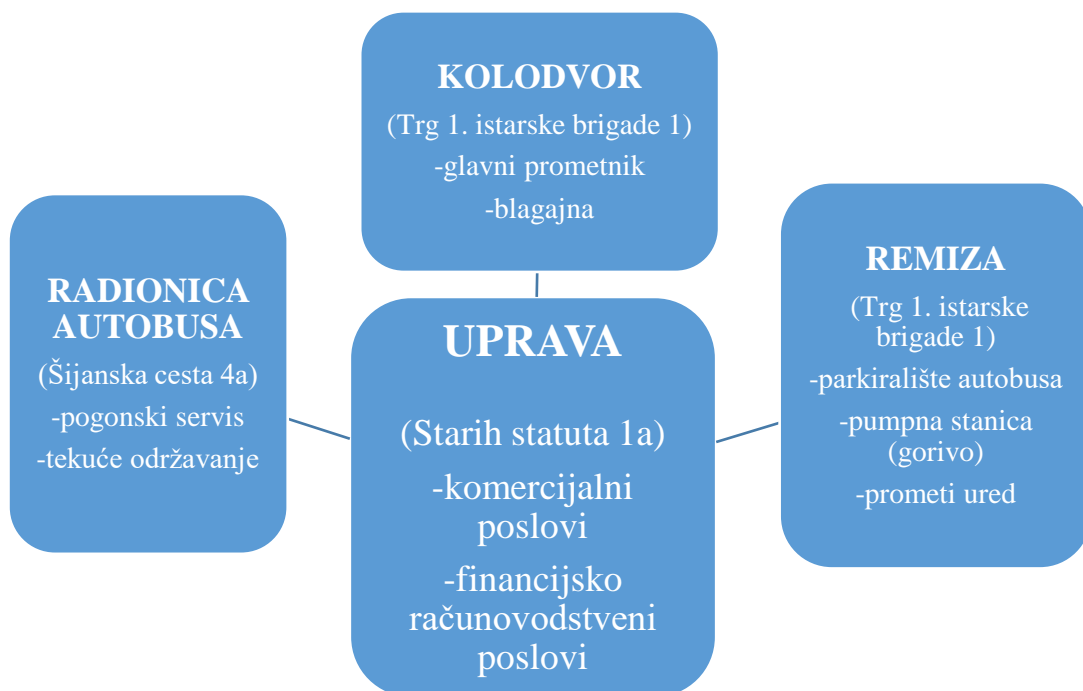 KOLODVOR
(Trg 1. istarske brigade 1)
-glavni prometnik
-blagajna
RADIONICA
AUTOBUSA
(Šijanska cesta 4a)
-pogonski servis
-tekuće održavanje
UPRAVA
(Starih statuta 1a)
-komercijalni
poslovi
-financijsko
računovodstveni
poslovi
REMIZA
(Trg 1. istarske
brigade 1)
-parkiralište autobusa
-pumpna stanica
(gorivo)
-prometi ured